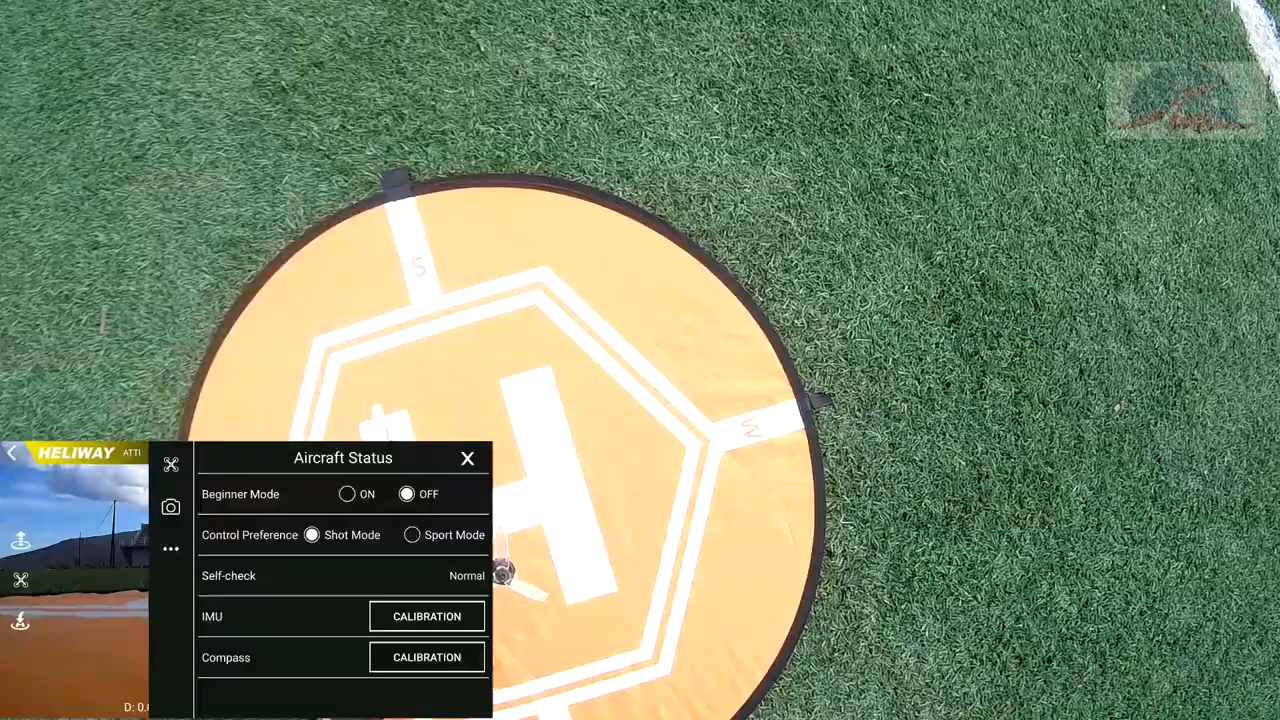 S
W
H
HELIWAY ATTI
Aircraft Status X
Beginner Mode ON OFF
Control Preference Shot Mode Sport Mode
Self-check Normal
IMU CALIBRATION
Compass CALIBRATION
D: 0.